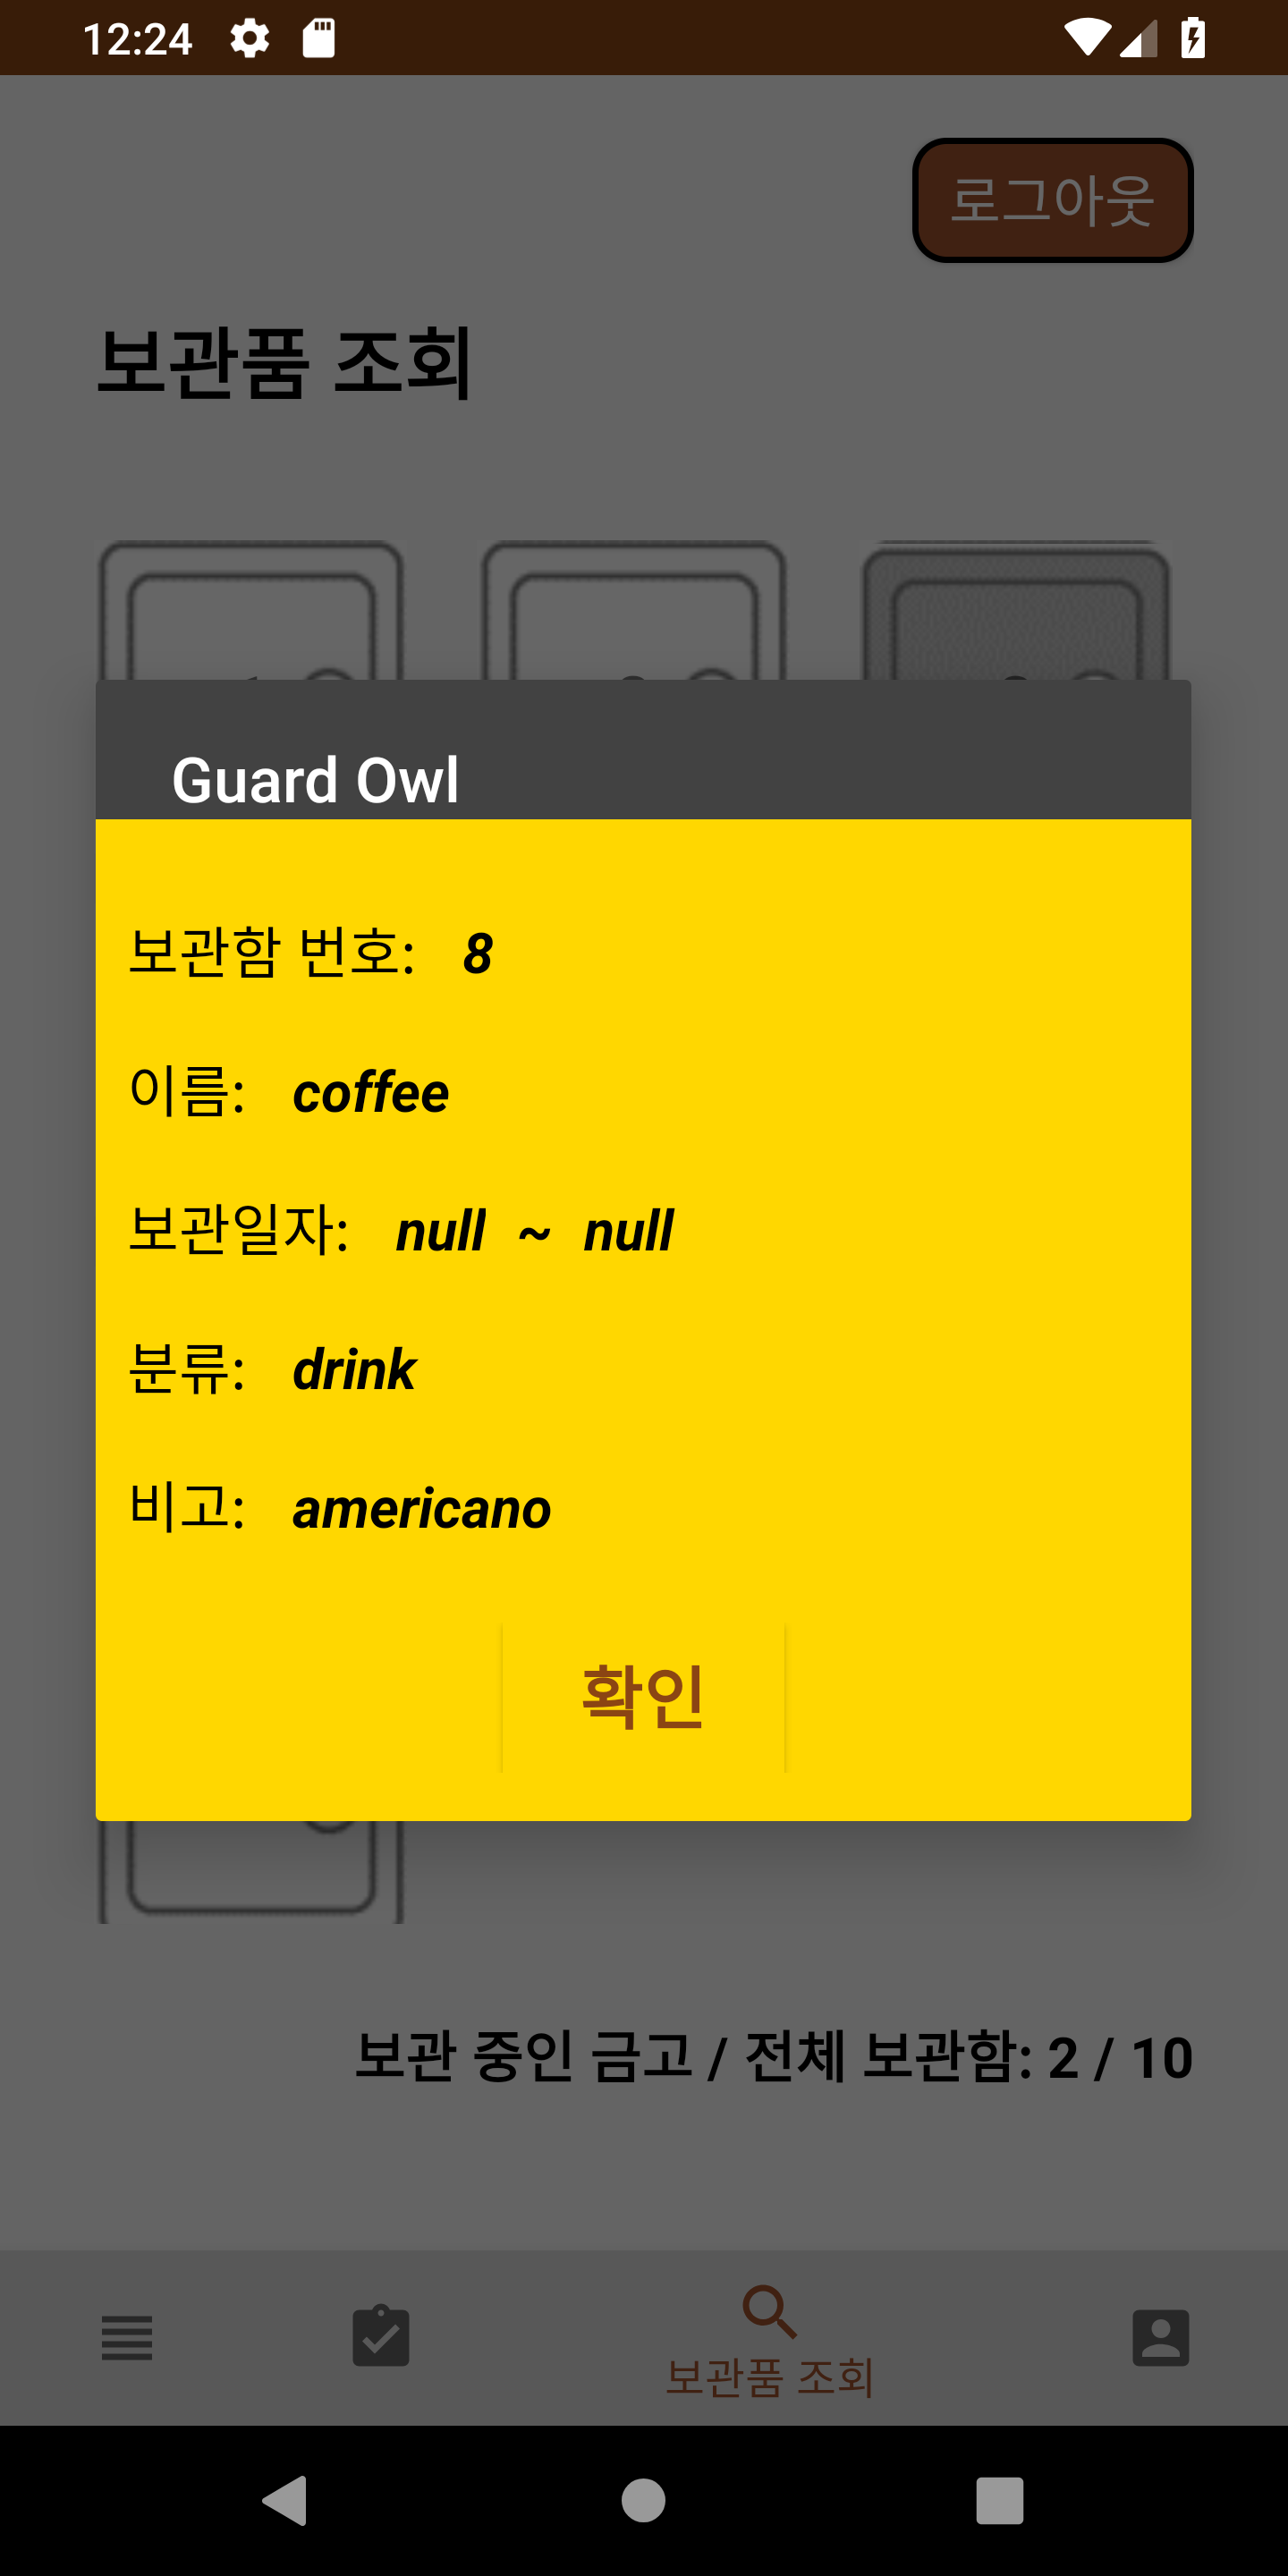 12:24
로그아웃
보관품 조회
Guard Owl
보관함 번호: 8
이름: coffee
보관일자: null ~ null
분류: drink
비고: americano
확인
보관 중인 금고 / 전체 보관함: 2 / 10
보관품 조회